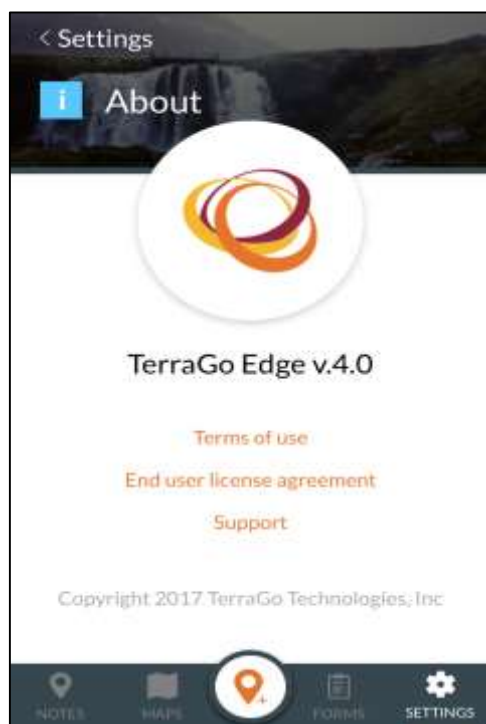 < Settings
i About
TerraGo Edge v.4.0
Terms of use
End user license agreement
Support
Copyright 2017 TerraGo Technologies, Inc
NOTES MAPS FORMS SETTINGS